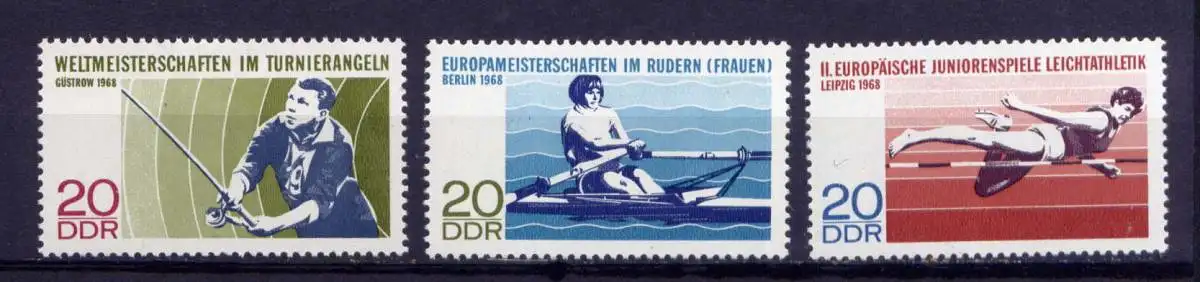 WELTMEISTERSCHAFTEN IM TURNIERANGELN
GÜSTROW 1968
20
DDR
EUROPAMEISTERSCHAFTEN IM RUDERN (FRAUEN)
BERLIN 1968
20
DDR
II. EUROPÄISCHE JUNIORENSPIELE LEICHTATHLETIK
LEIPZIG 1968
20
DDR